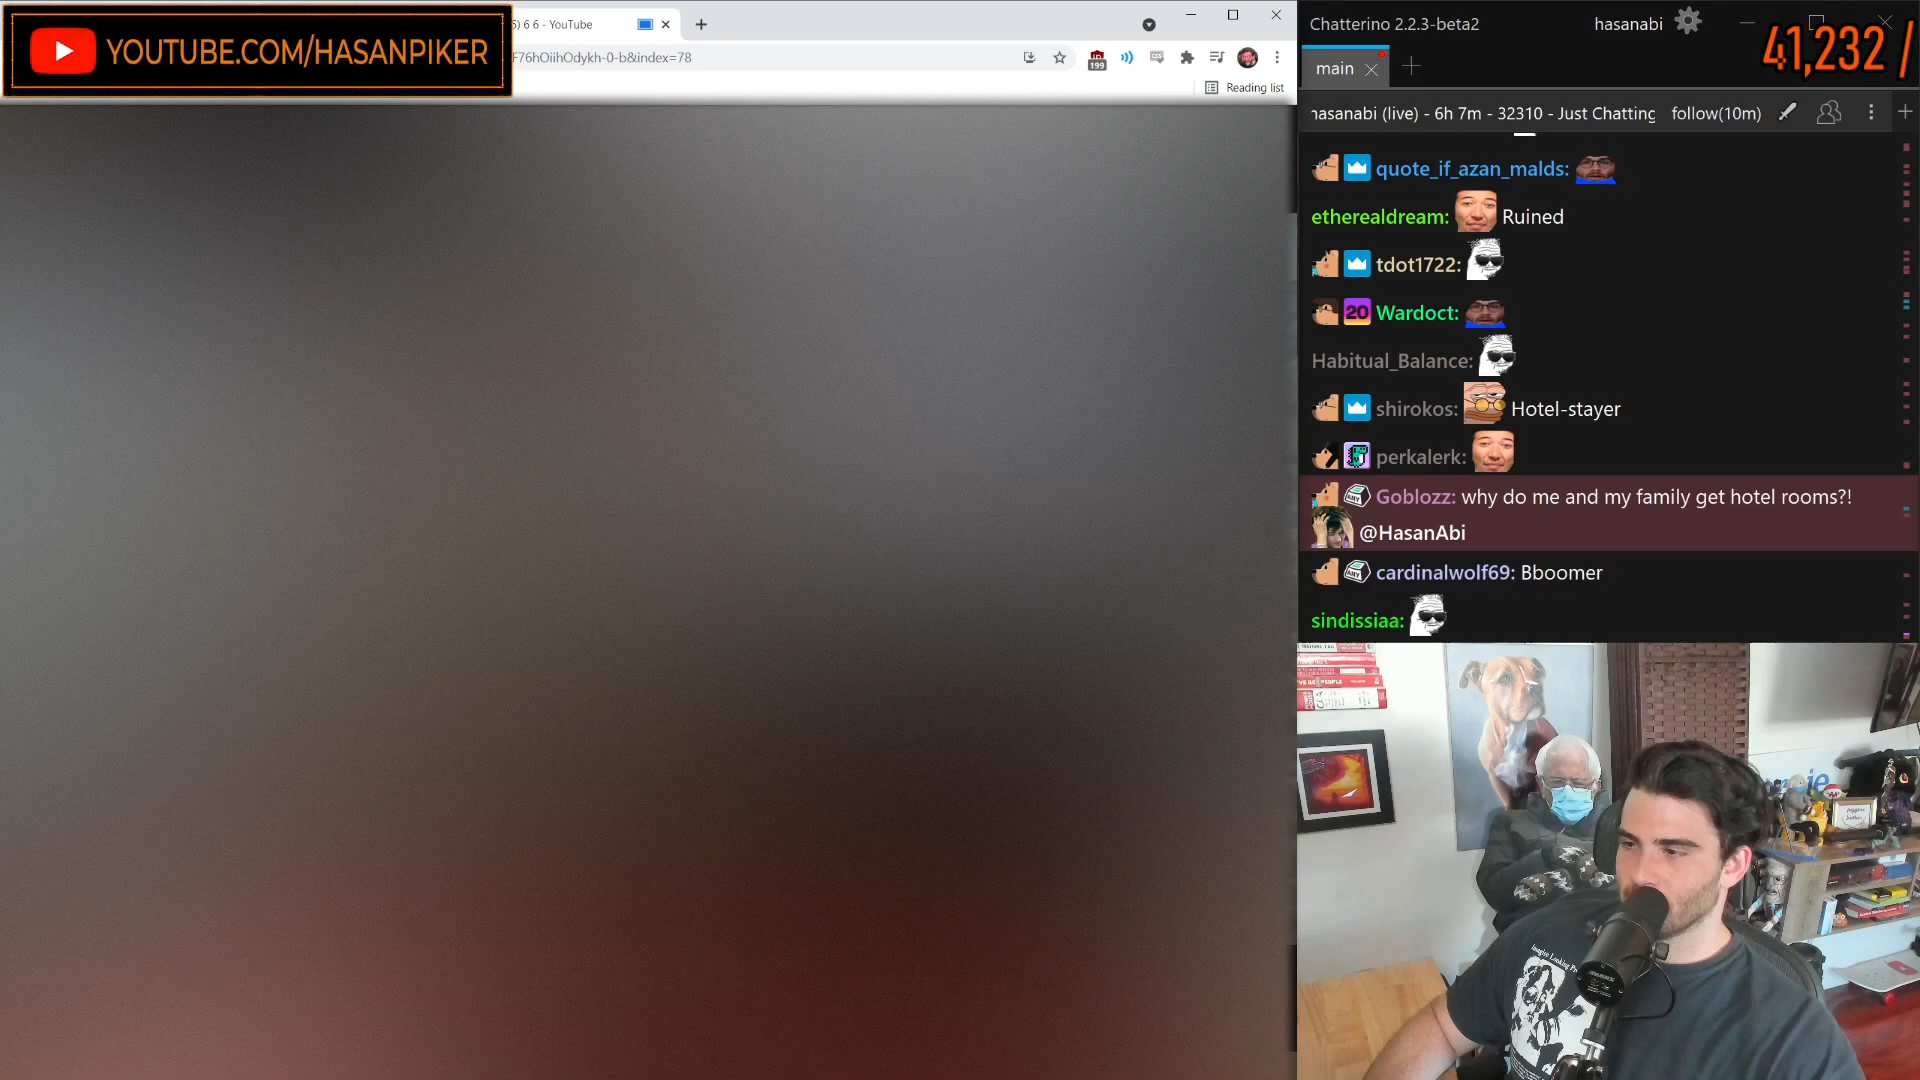 YOUTUBE.COM/HASANPIKER
6 6 - YouTube
F76hOiihOdykh-0-b&index=78
199
Reading list
Chatterino 2.2.3-beta2
hasanabi
41,232 /
main
hasanabi (live) - 6h 7m - 32310 - Just Chatting
follow(10m)
quote_if_azan_malds:
etherealdream: Ruined
tdot1722:
20 Wardoct:
Habitual_Balance:
shirokos: Hotel-stayer
perkalerk:
Goblozz: why do me and my family get hotel rooms?!
@HasanAbi
cardinalwolf69: Bboomer
sindissiaa: